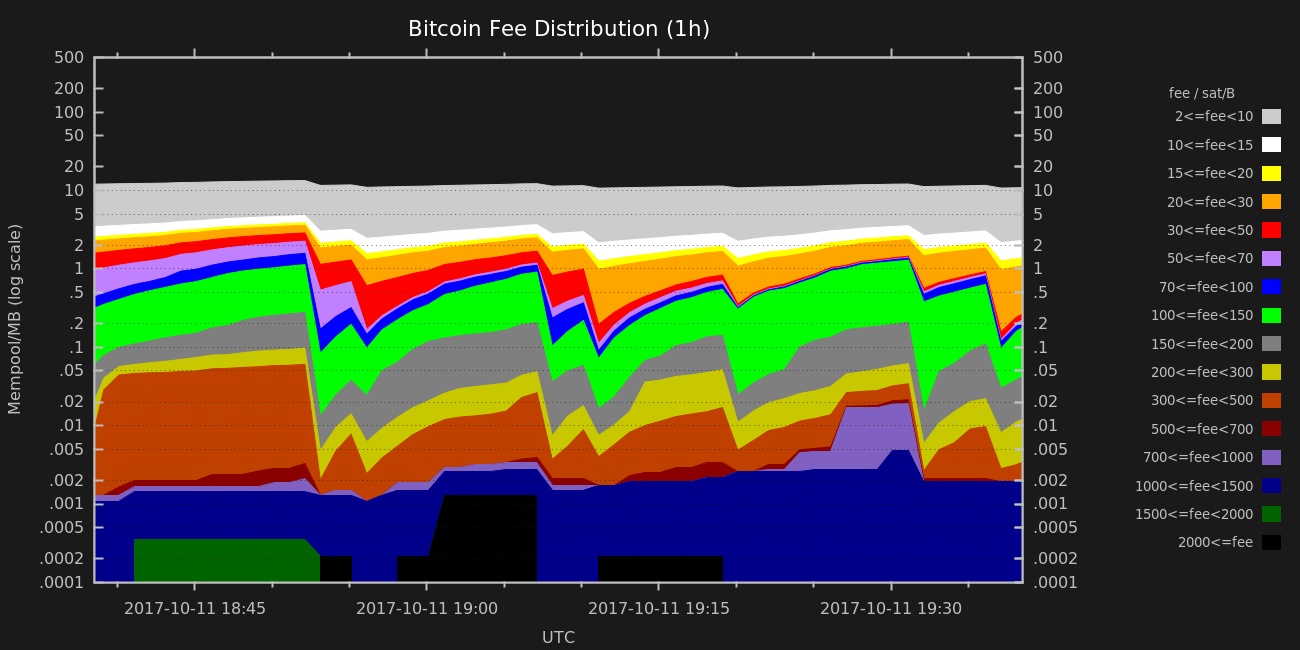 Bitcoin Fee Distribution (1h)
500 500
200 200
100 100
50 50
20 20
10 10
5 5
2 2
1 1
.5 .5
.2 .2
.1 .1
.05 .05
.02 .02
.01 .01
.005 .005
.002 .002
.001 .001
.0005 .0005
.0002 .0002
.0001 .0001
Mempool/MB (log scale)
2017-10-11 18:45 2017-10-11 19:00 2017-10-11 19:15 2017-10-11 19:30
UTC
fee / sat/B
2<=fee<10
10<=fee<15
15<=fee<20
20<=fee<30
30<=fee<50
50<=fee<70
70<=fee<100
100<=fee<150
150<=fee<200
200<=fee<300
300<=fee<500
500<=fee<700
700<=fee<1000
1000<=fee<1500
1500<=fee<2000
2000<=fee